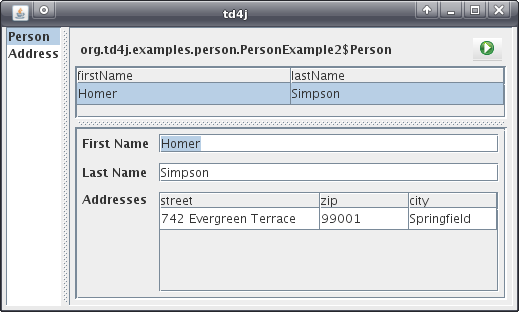 td4j
Person
Address
org.td4j.examples.person.PersonExample2$Person
firstName lastName
Homer Simpson
First Name Homer
Last Name Simpson
Addresses street zip city
742 Evergreen Terrace 99001 Springfield